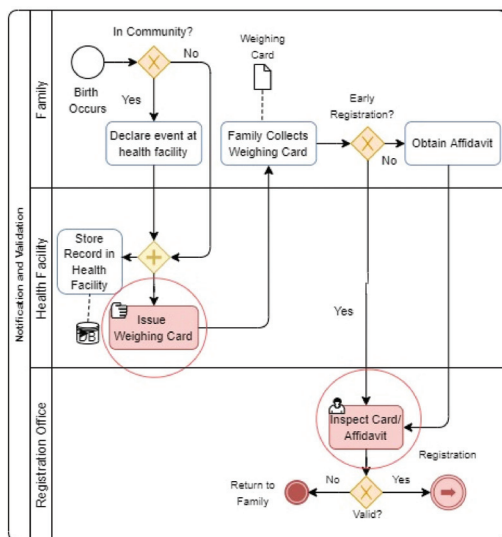 Notification and Validation
Family
Health Facility
Registration Office
In Community?
No
Yes
Birth
Occurs
Declare event at
health facility
Weighing
Card
Family Collects
Weighing Card
Early
Registration?
No
Obtain Affidavit
Yes
Store
Record in
Health
Facility
DB
Issue
Weighing Card
Inspect Card/
Affidavit
Registration
Return to
Family
No
Yes
Valid?